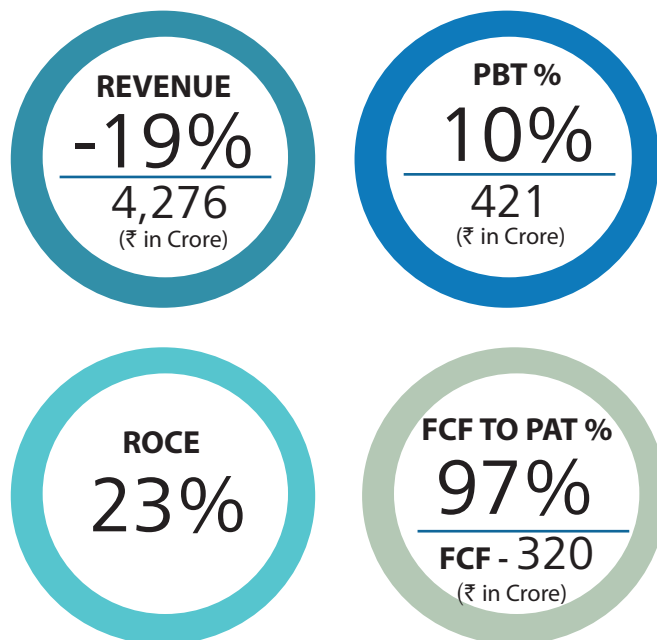 REVENUE
-19%
4,276
(₹ in Crore)
PBT %
10%
421
(₹ in Crore)
ROCE
23%
FCF TO PAT %
97%
FCF - 320
(₹ in Crore)